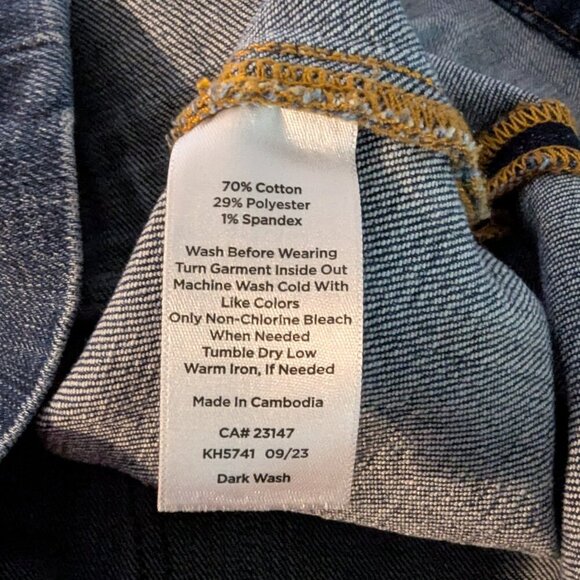 70% Cotton
29% Polyester
1% Spandex
Wash Before Wearing
Turn Garment Inside Out
Machine Wash Cold With
Like Colors
Only Non-Chlorine Bleach
When Needed
Tumble Dry Low
Warm Iron, If Needed
Made In Cambodia
CA# 23147
KH5741 09/23
Dark Wash